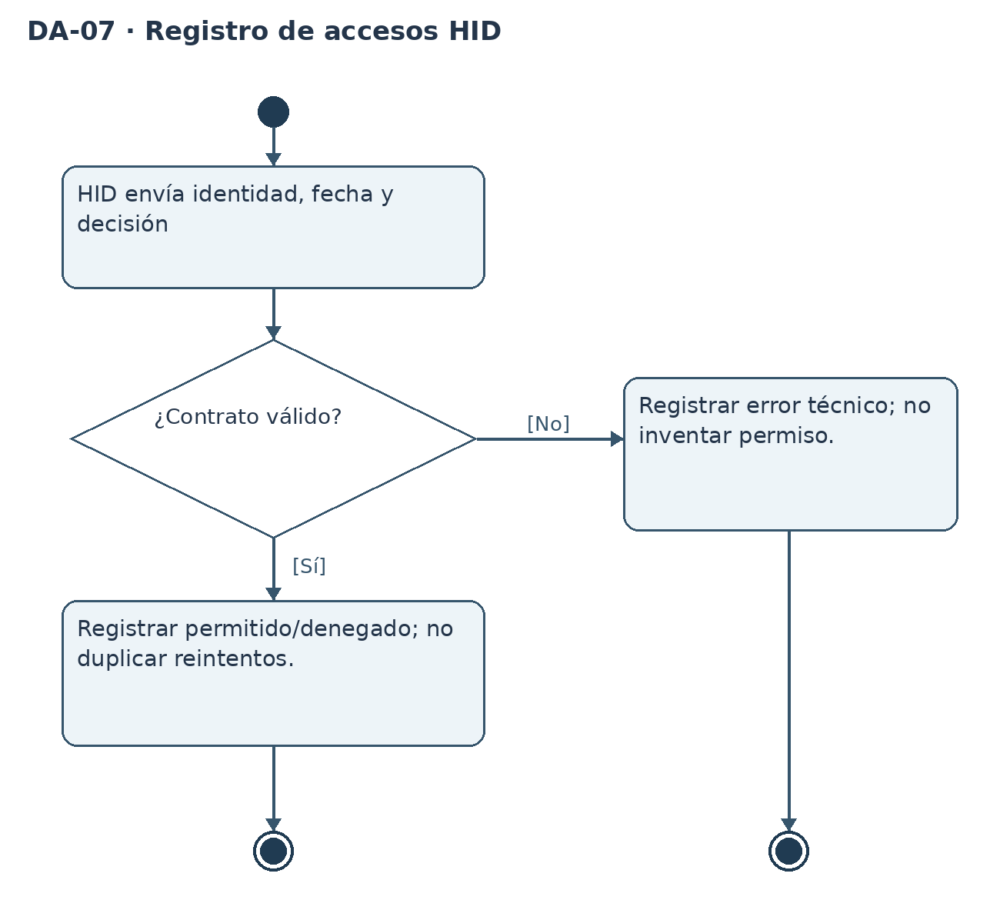 DA-07 · Registro de accesos HID
HID envía identidad, fecha y
decisión
¿Contrato válido?
[No]
Registrar error técnico; no
inventar permiso.
[Sí]
Registrar permitido/denegado; no
duplicar reintentos.